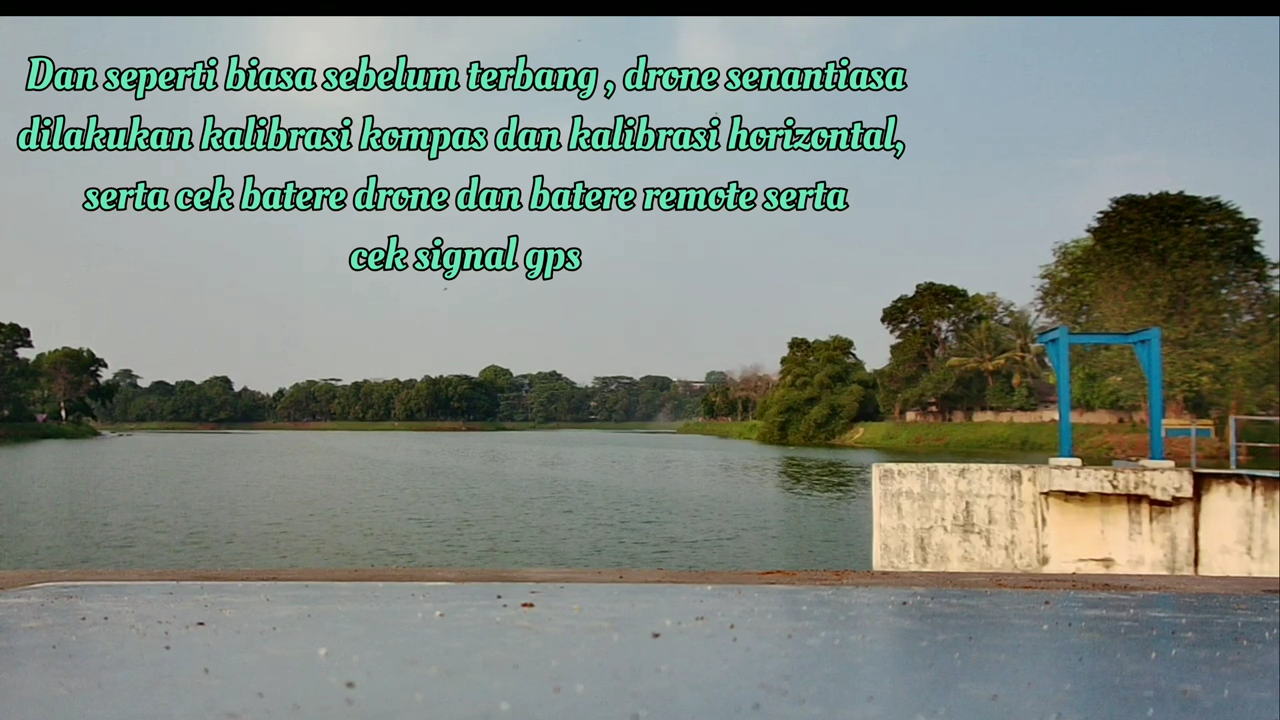 Dan seperti biasa sebelum terbang , drone senantiasa
dilakukan kalibrasi kompas dan kalibrasi horizontal,
serta cek batere drone dan batere remote serta
cek signal gps